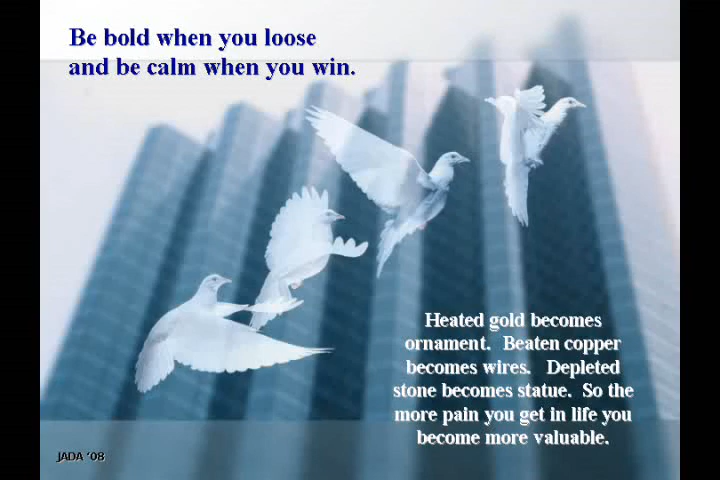 Be bold when you loose
and be calm when you win.
Heated gold becomes
ornament.  Beaten copper
becomes wires.   Depleted
stone becomes statue.  So the
more pain you get in life you
become more valuable.
JADA '08